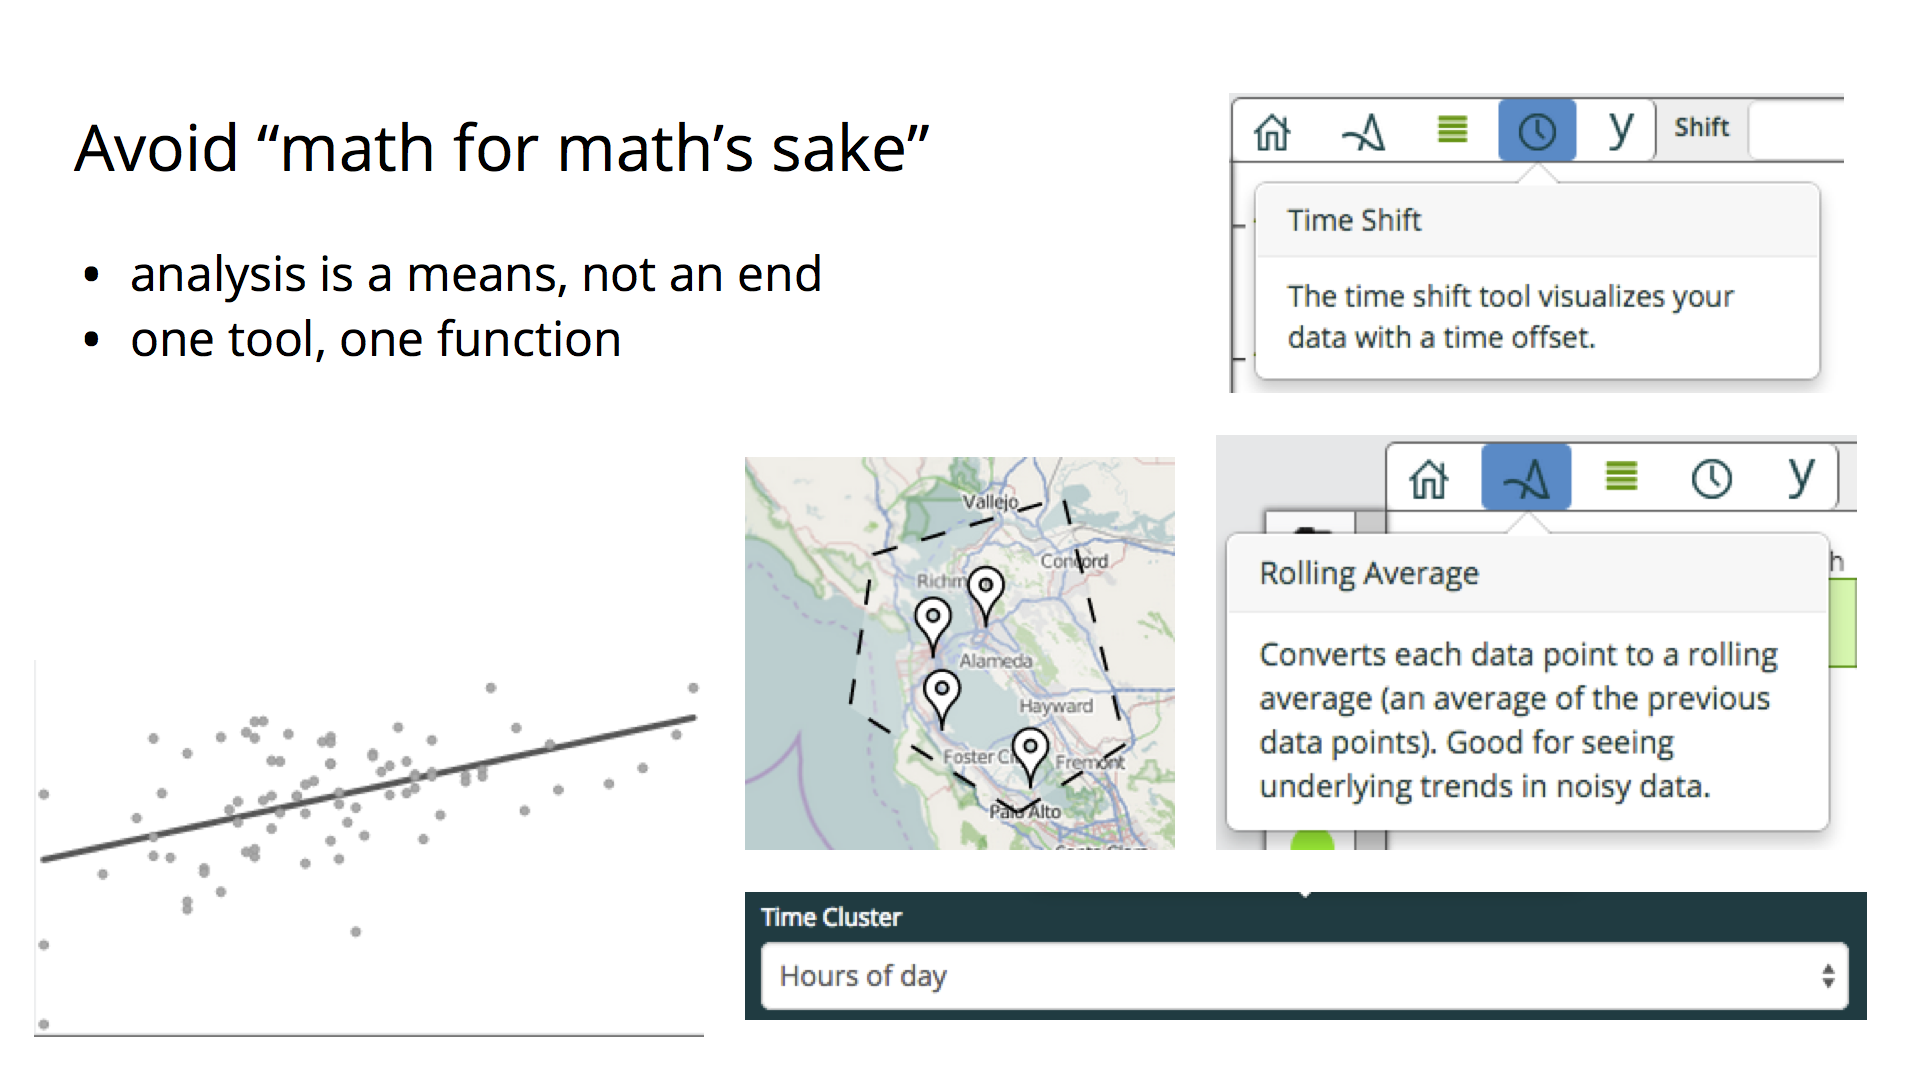 Avoid “math for math’s sake”
• analysis is a means, not an end
• one tool, one function
y Shift
Time Shift
The time shift tool visualizes your
data with a time offset.
Vallejo
Concord
Richm
Alameda
Hayward
Foster Ci
Fremont
Palo Alto
y
h
Rolling Average
Converts each data point to a rolling
average (an average of the previous
data points). Good for seeing
underlying trends in noisy data.
Time Cluster
Hours of day